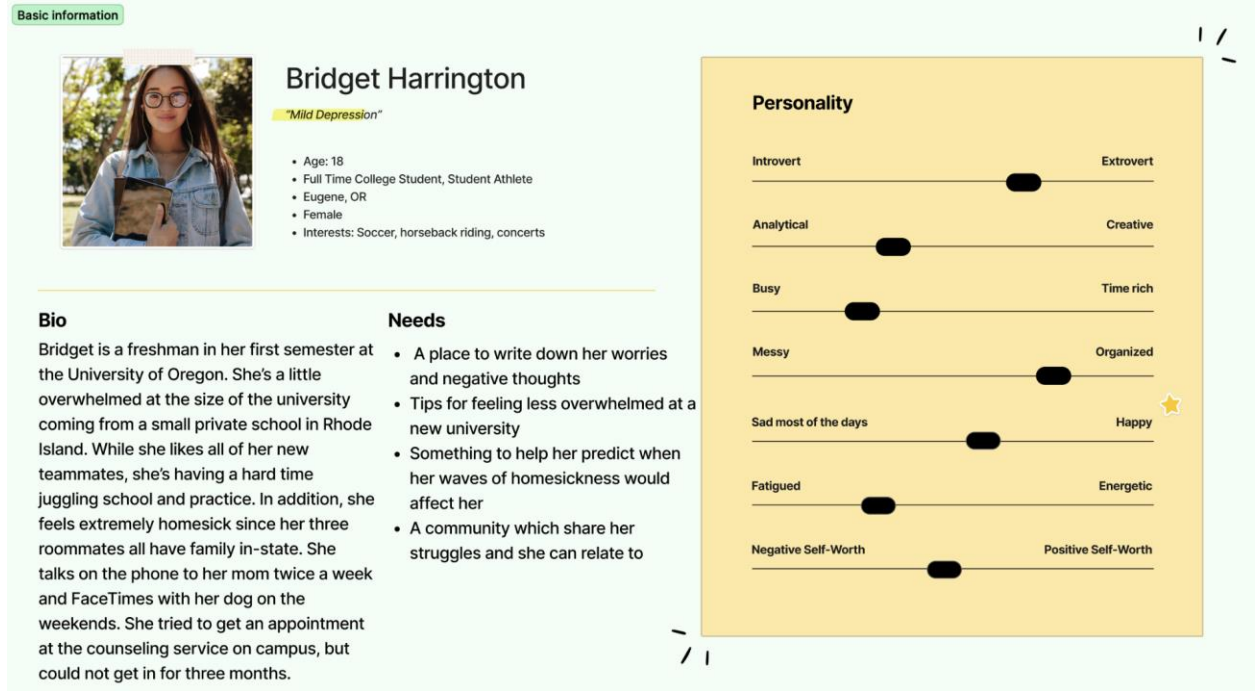 Basic information
Bridget Harrington
"Mild Depression"
• Age: 18
• Full Time College Student, Student Athlete
• Eugene, OR
• Female
• Interests: Soccer, horseback riding, concerts
Bio
Bridget is a freshman in her first semester at
the University of Oregon. She's a little
overwhelmed at the size of the university
coming from a small private school in Rhode
Island. While she likes all of her new
teammates, she's having a hard time
juggling school and practice. In addition, she
feels extremely homesick since her three
roommates all have family in-state. She
talks on the phone to her mom twice a week
and FaceTimes with her dog on the
weekends. She tried to get an appointment
at the counseling service on campus, but
could not get in for three months.
Needs
• A place to write down her worries
and negative thoughts
• Tips for feeling less overwhelmed at a
new university
• Something to help her predict when
her waves of homesickness would
affect her
• A community which share her
struggles and she can relate to
Personality
Introvert Extrovert
Analytical Creative
Busy Time rich
Messy Organized
Sad most of the days Happy
Fatigued Energetic
Negative Self-Worth Positive Self-Worth